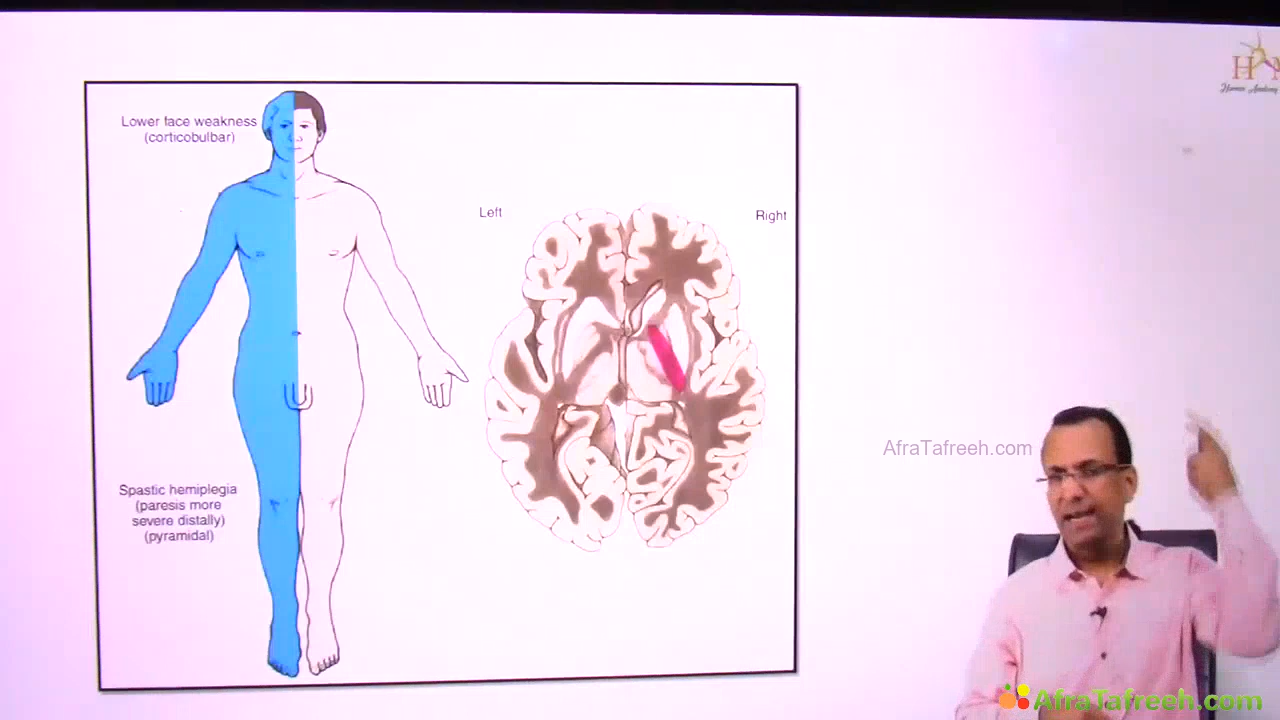 Lower face weakness
(corticobulbar)
Left
Right
Spastic hemiplegia
(paresis more
severe distally)
(pyramidal)
AfraTafreeh.com
AfraTafreeh.com